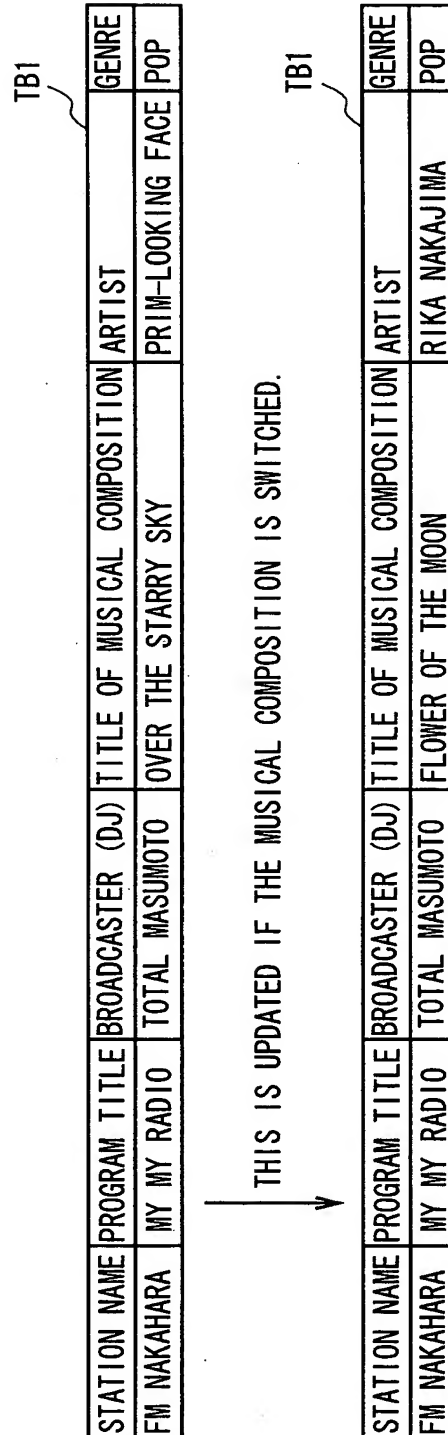 TB1
STATION NAME PROGRAM TITLE BROADCASTER (DJ) TITLE OF MUSICAL COMPOSITION ARTIST GENRE
FM NAKAHARA MY MY RADIO TOTAL MASUMOTO OVER THE STARRY SKY PRIM-LOOKING FACE POP
THIS IS UPDATED IF THE MUSICAL COMPOSITION IS SWITCHED.
TB1
STATION NAME PROGRAM TITLE BROADCASTER (DJ) TITLE OF MUSICAL COMPOSITION ARTIST GENRE
FM NAKAHARA MY MY RADIO TOTAL MASUMOTO FLOWER OF THE MOON RIKA NAKAJIMA POP